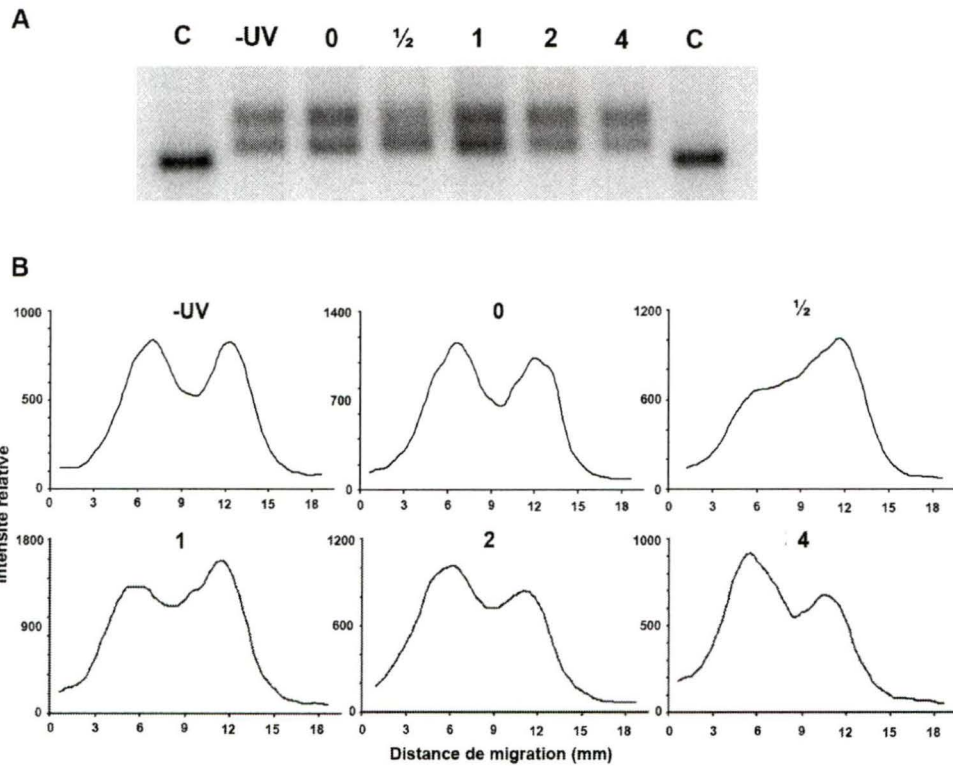 A
C -UV 0 ½ 1 2 4 C
B
-UV 0 ½
1000 1400 1200
500 700 600
0 0 0
0 3 6 9 12 15 18 0 3 6 9 12 15 18 0 3 6 9 12 15 18
1 2 4
1800 1200 1000
900 600 500
0 0 0
0 3 6 9 12 15 18 0 3 6 9 12 15 18 0 3 6 9 12 15 18
Intensité relative
Distance de migration (mm)